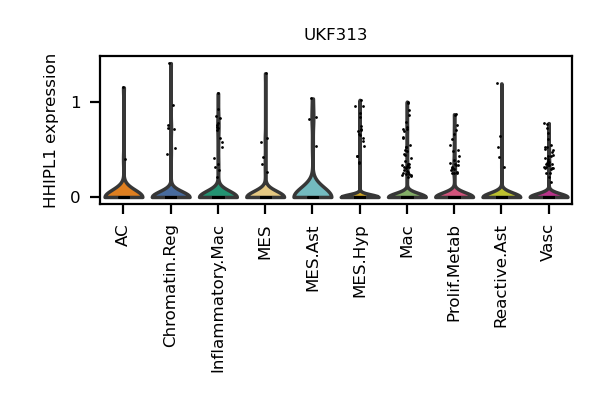 UKF313
HHIPL1 expression
1
0
AC
Chromatin.Reg
Inflammatory.Mac
MES
MES.Ast
MES.Hyp
Mac
Prolif.Metab
Reactive.Ast
Vasc